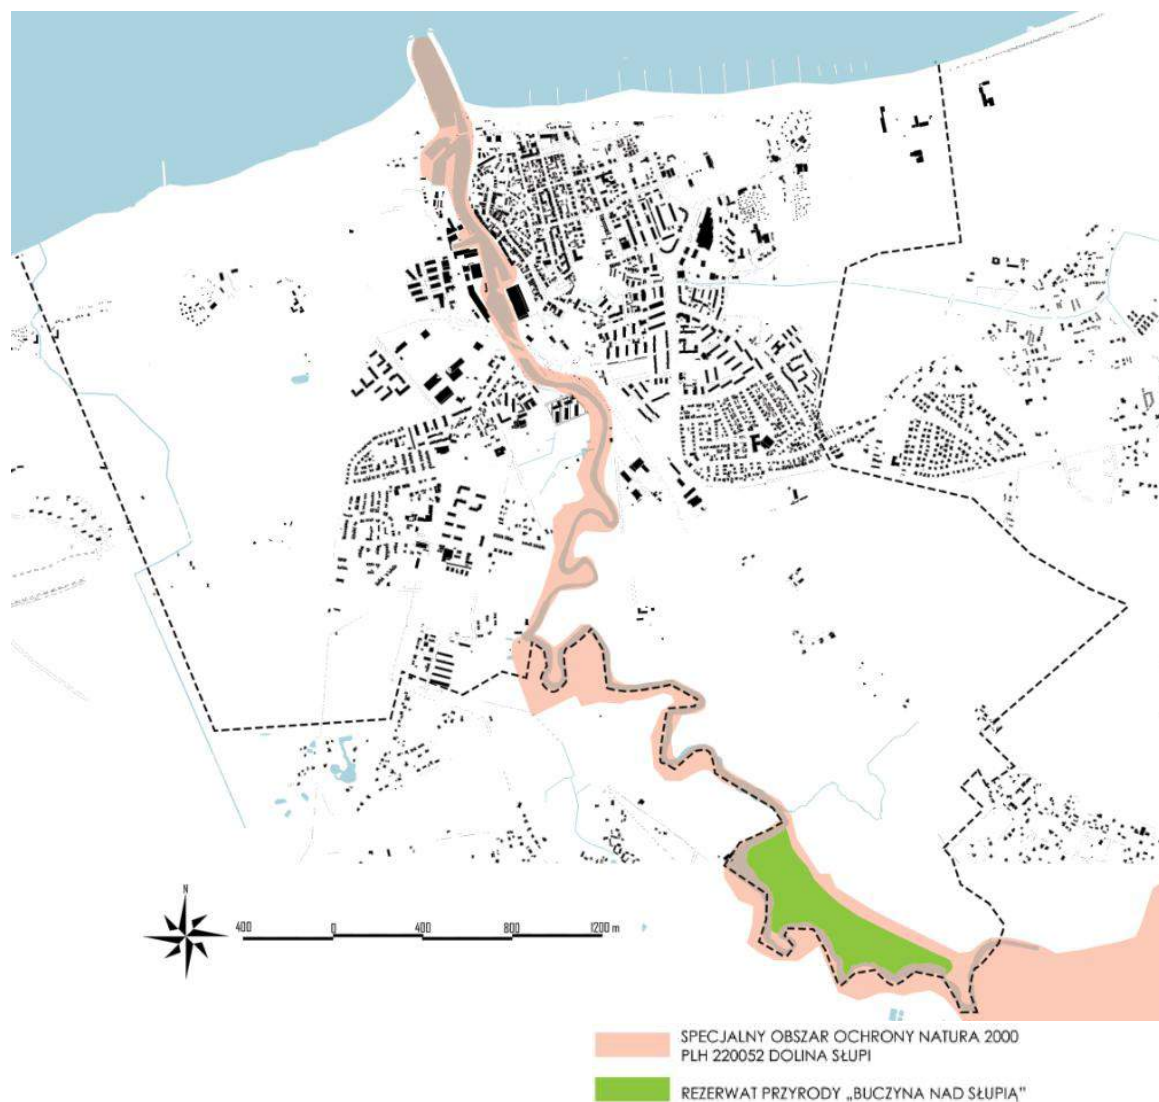 N
400 0 400 800 1200 m
SPECJALNY OBSZAR OCHRONY NATURA 2000
PLH 220052 DOLINA SŁUPI
REZERWAT PRZYRODY „BUCZYNA NAD SŁUPIĄ"